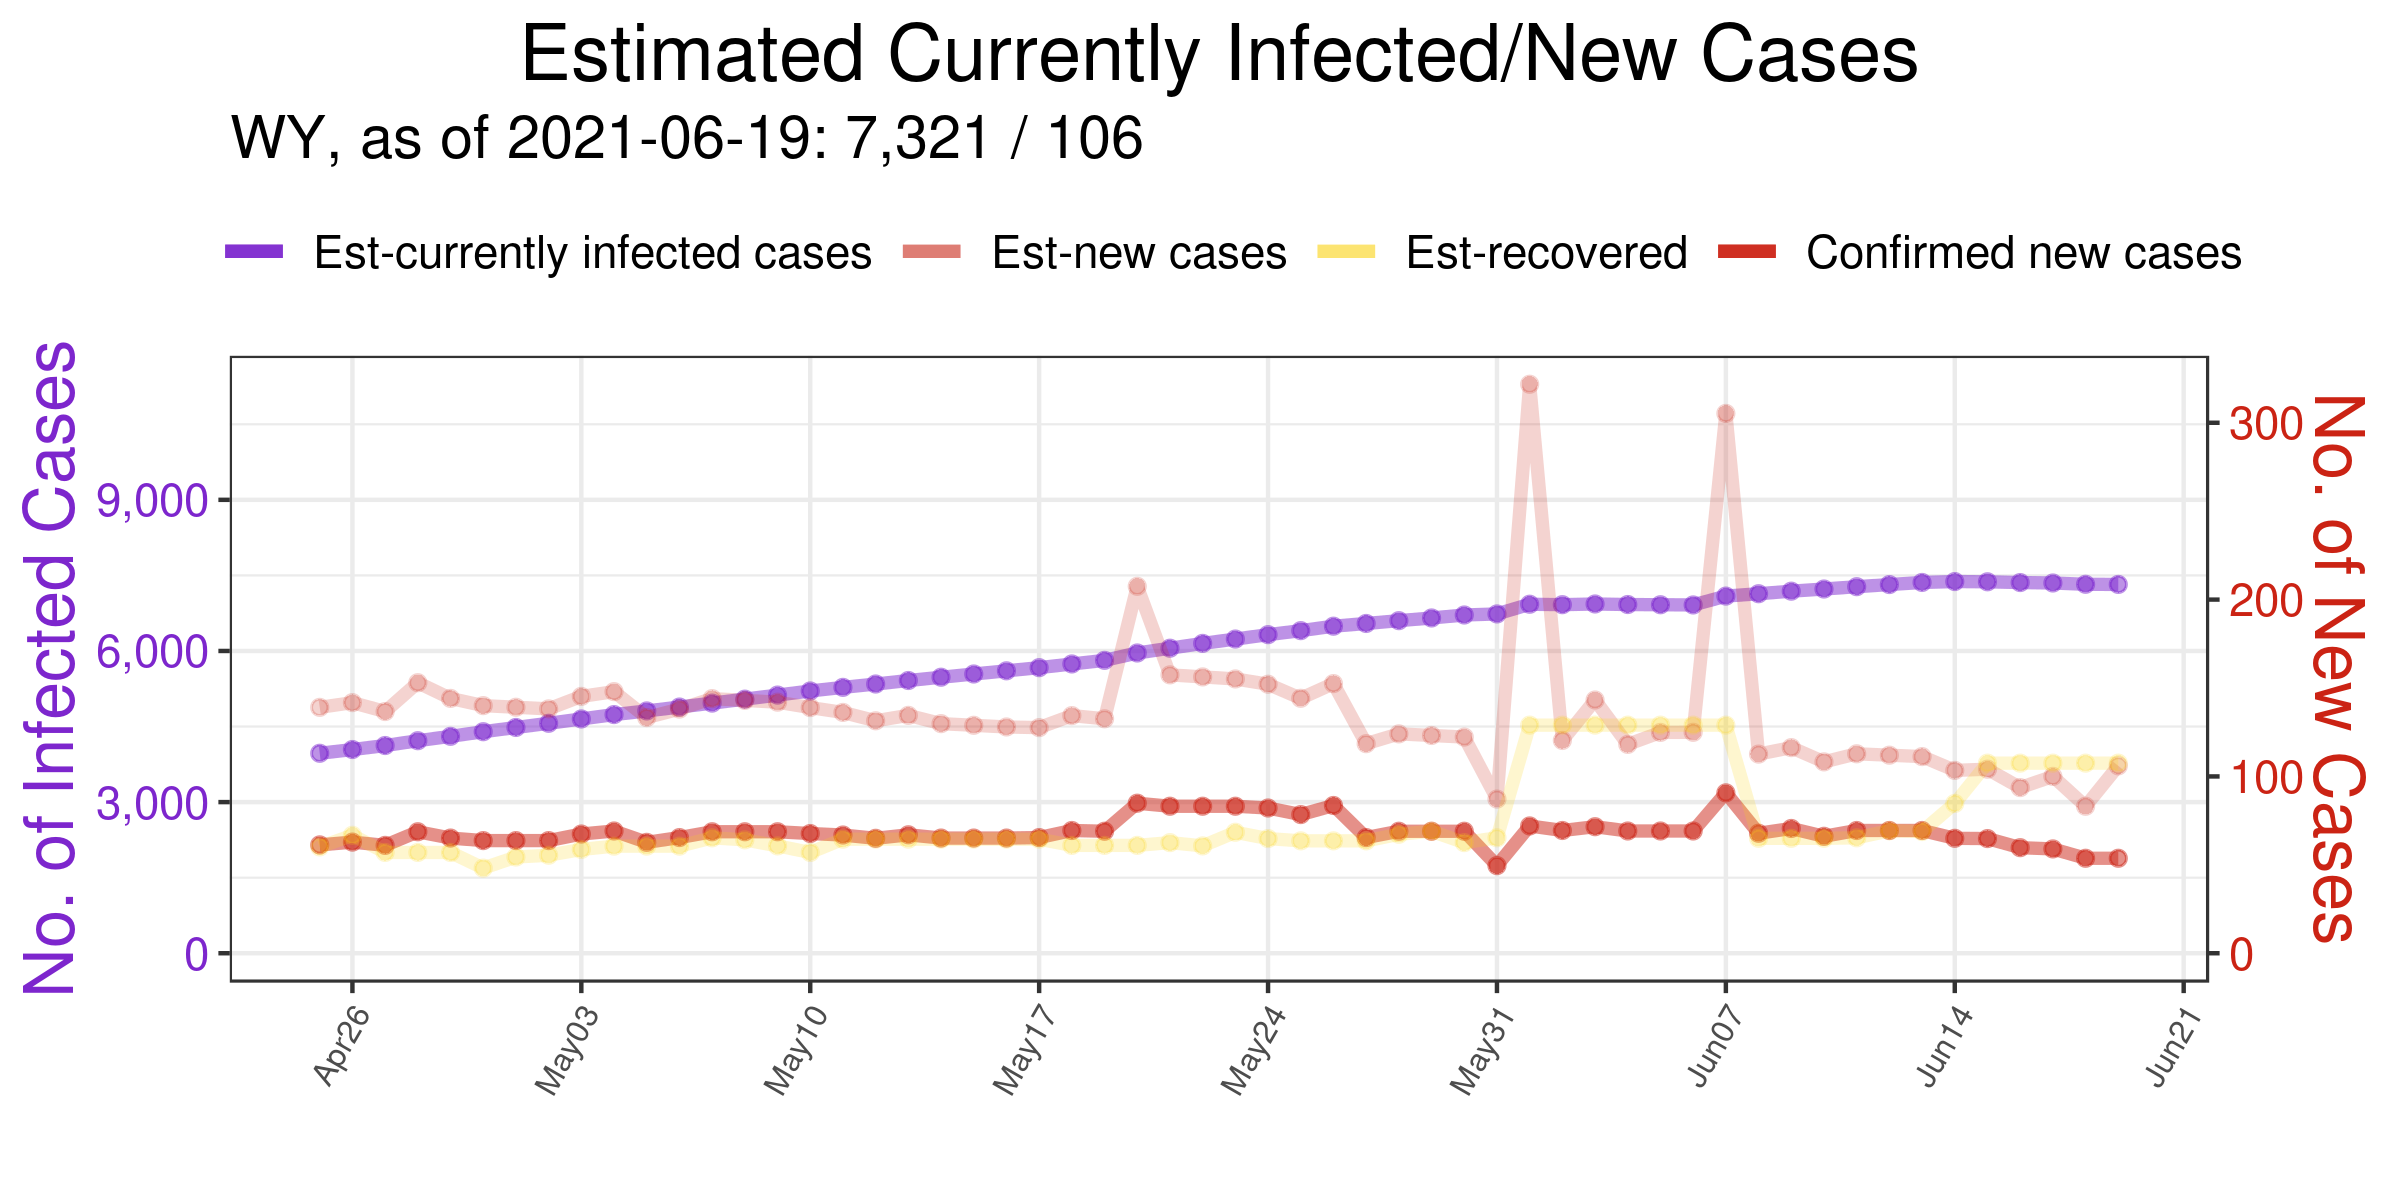 Estimated Currently Infected/New Cases
WY, as of 2021-06-19: 7,321 / 106
Est-currently infected cases
Est-new cases
Est-recovered
Confirmed new cases
No. of Infected Cases
9,000
6,000
3,000
0
300
200
100
0
No. of New Cases
Apr26
May03
May10
May17
May24
May31
Jun07
Jun14
Jun21